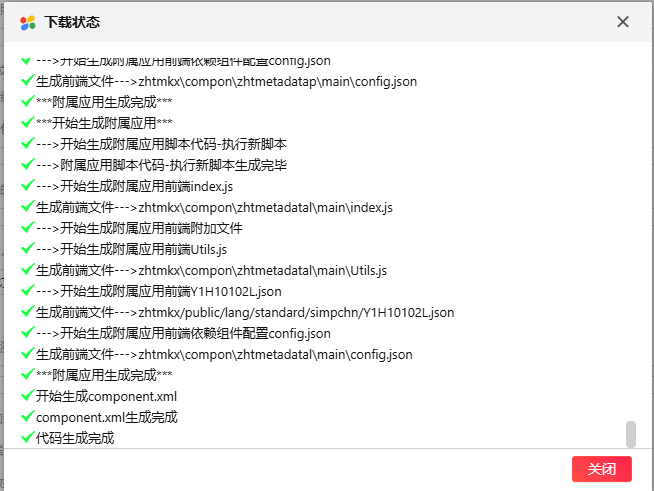 下载状态
--->开始生成附属应用前端依赖组件配置config.json
生成前端文件--->zhtmkx\compon\zhtmetadatap\main\config.json
***附属应用生成完成***
***开始生成附属应用***
--->开始生成附属应用脚本代码-执行新脚本
--->附属应用脚本代码-执行新脚本生成完毕
--->开始生成附属应用前端index.js
生成前端文件--->zhtmkx\compon\zhtmetadatal\main\index.js
--->开始生成附属应用前端附加文件
--->开始生成附属应用前端Utils.js
生成前端文件--->zhtmkx\compon\zhtmetadatal\main\Utils.js
--->开始生成附属应用前端Y1H10102L.json
生成前端文件--->zhtmkx/public/lang/standard/simpchn/Y1H10102L.json
--->开始生成附属应用前端依赖组件配置config.json
生成前端文件--->zhtmkx\compon\zhtmetadatal\main\config.json
***附属应用生成完成***
开始生成component.xml
component.xml生成完成
代码生成完成
关闭